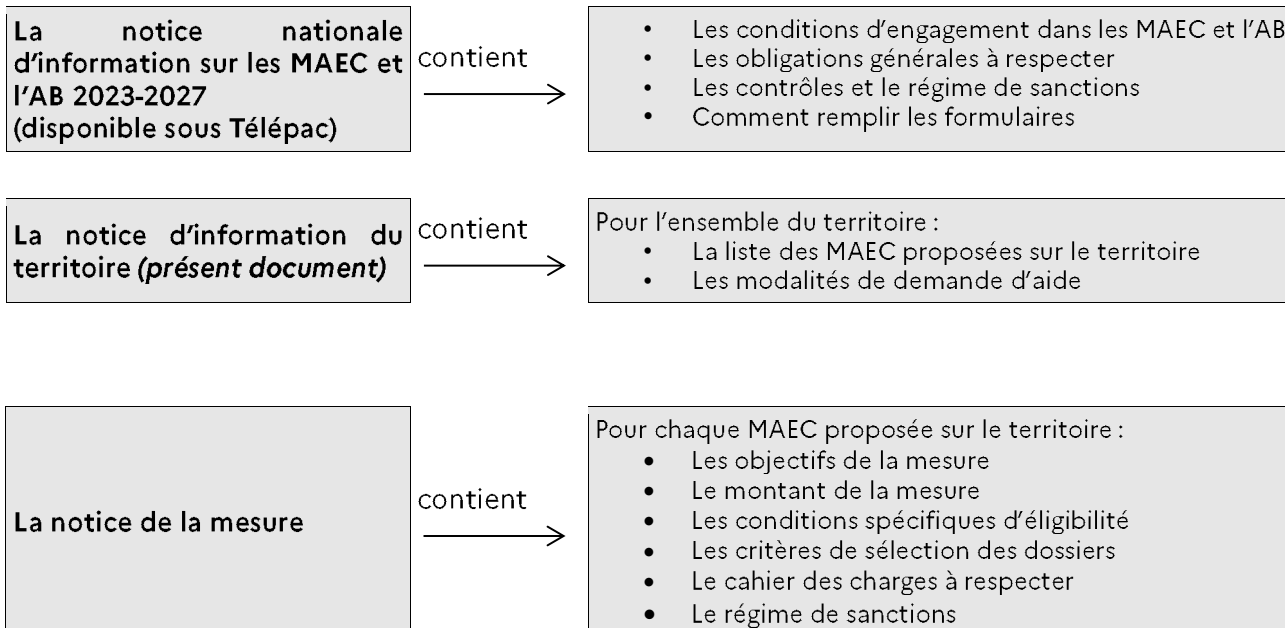 La notice nationale
d'information sur les MAEC et
l'AB 2023-2027
(disponible sous Télépac)
contient
• Les conditions d'engagement dans les MAEC et l'AB
• Les obligations générales à respecter
• Les contrôles et le régime de sanctions
• Comment remplir les formulaires
La notice d'information du
territoire (présent document)
contient
Pour l'ensemble du territoire :
• La liste des MAEC proposées sur le territoire
• Les modalités de demande d'aide
La notice de la mesure
contient
Pour chaque MAEC proposée sur le territoire :
• Les objectifs de la mesure
• Le montant de la mesure
• Les conditions spécifiques d'éligibilité
• Les critères de sélection des dossiers
• Le cahier des charges à respecter
• Le régime de sanctions